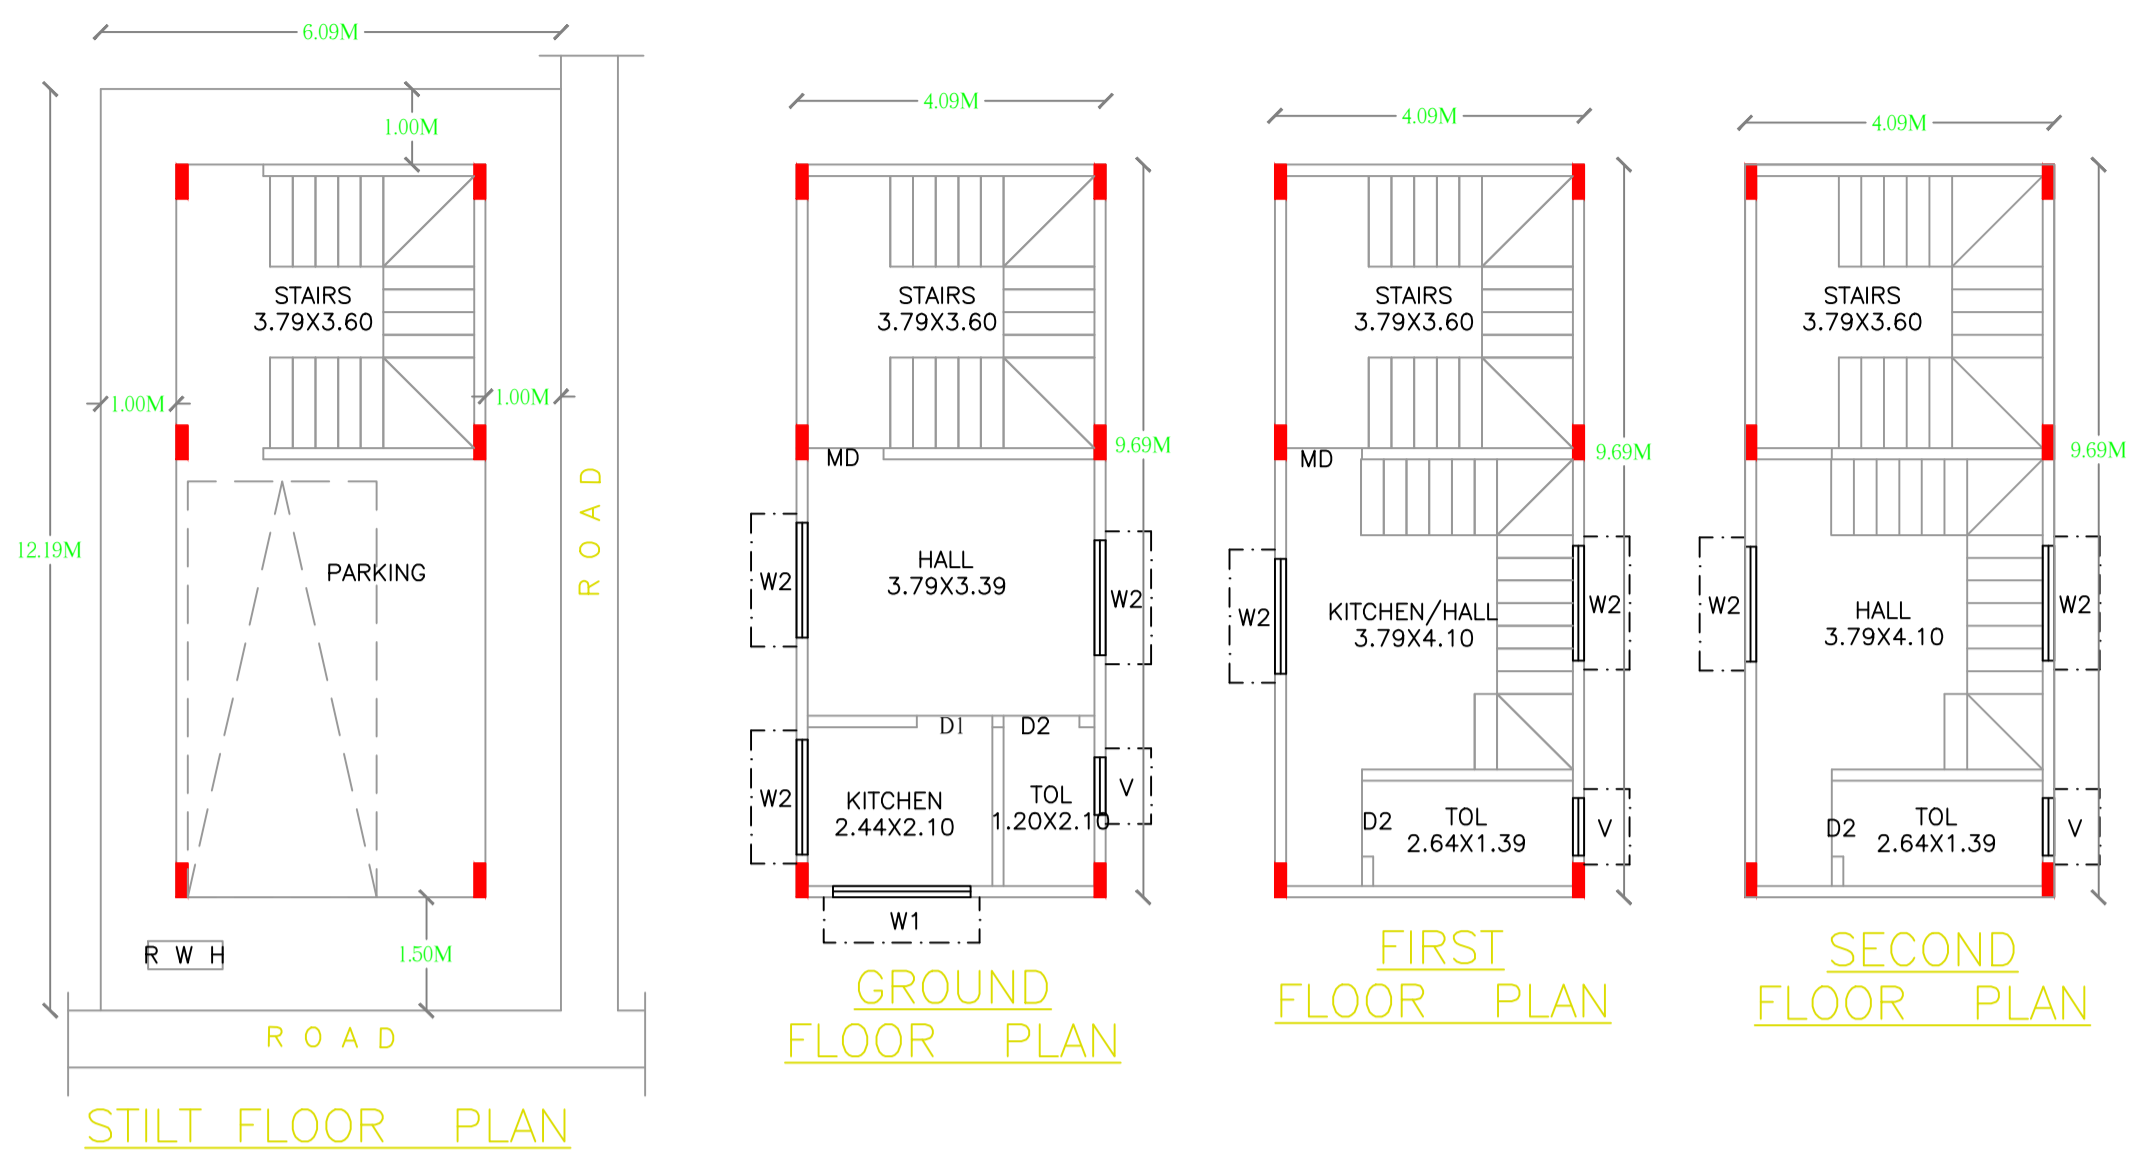 6.09M
1.00M
STAIRS
3.79X3.60
1.00M
1.00M
12.19M
PARKING
ROAD
R W H
1.50M
ROAD
STILT FLOOR PLAN
4.09M
STAIRS
3.79X3.60
MD
9.69M
W2
HALL
3.79X3.39
W2
D1
D2
W2
KITCHEN
2.44X2.10
TOL
1.20X2.10
V
W1
GROUND
FLOOR PLAN
4.09M
STAIRS
3.79X3.60
MD
9.69M
W2
KITCHEN/HALL
3.79X4.10
W2
D2
TOL
2.64X1.39
V
FIRST
FLOOR PLAN
4.09M
STAIRS
3.79X3.60
9.69M
W2
HALL
3.79X4.10
W2
D2
TOL
2.64X1.39
V
SECOND
FLOOR PLAN